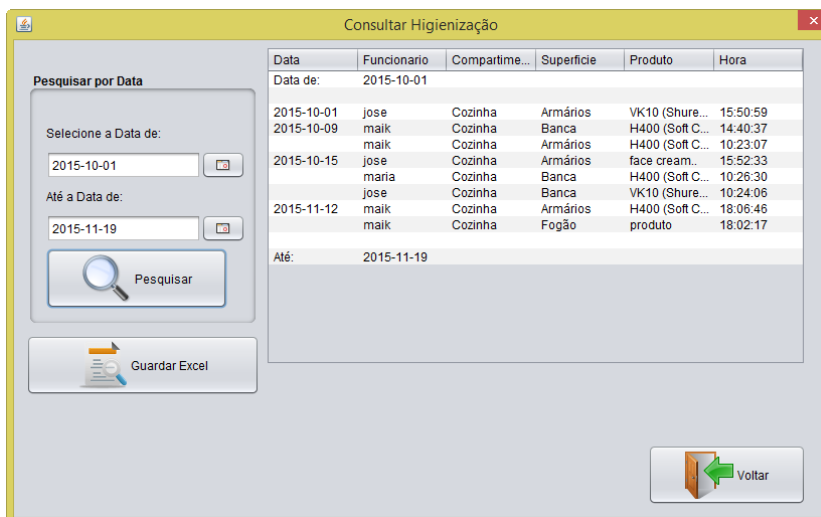 Consultar Higienização
Pesquisar por Data
Selecione a Data de:
2015-10-01
Até a Data de:
2015-11-19
Pesquisar
Guardar Excel
Data Funcionario Compartime... Superficie Produto Hora
Data de: 2015-10-01
2015-10-01 jose Cozinha Armários VK10 (Shure... 15:50:59
2015-10-09 maik Cozinha Banca H400 (Soft C... 14:40:37
maik Cozinha Armários H400 (Soft C... 10:23:07
2015-10-15 jose Cozinha Armários face cream.. 15:52:33
maria Cozinha Banca H400 (Soft C... 10:26:30
jose Cozinha Banca VK10 (Shure... 10:24:06
2015-11-12 maik Cozinha Armários H400 (Soft C... 18:06:46
maik Cozinha Fogão produto 18:02:17
Até: 2015-11-19
Voltar